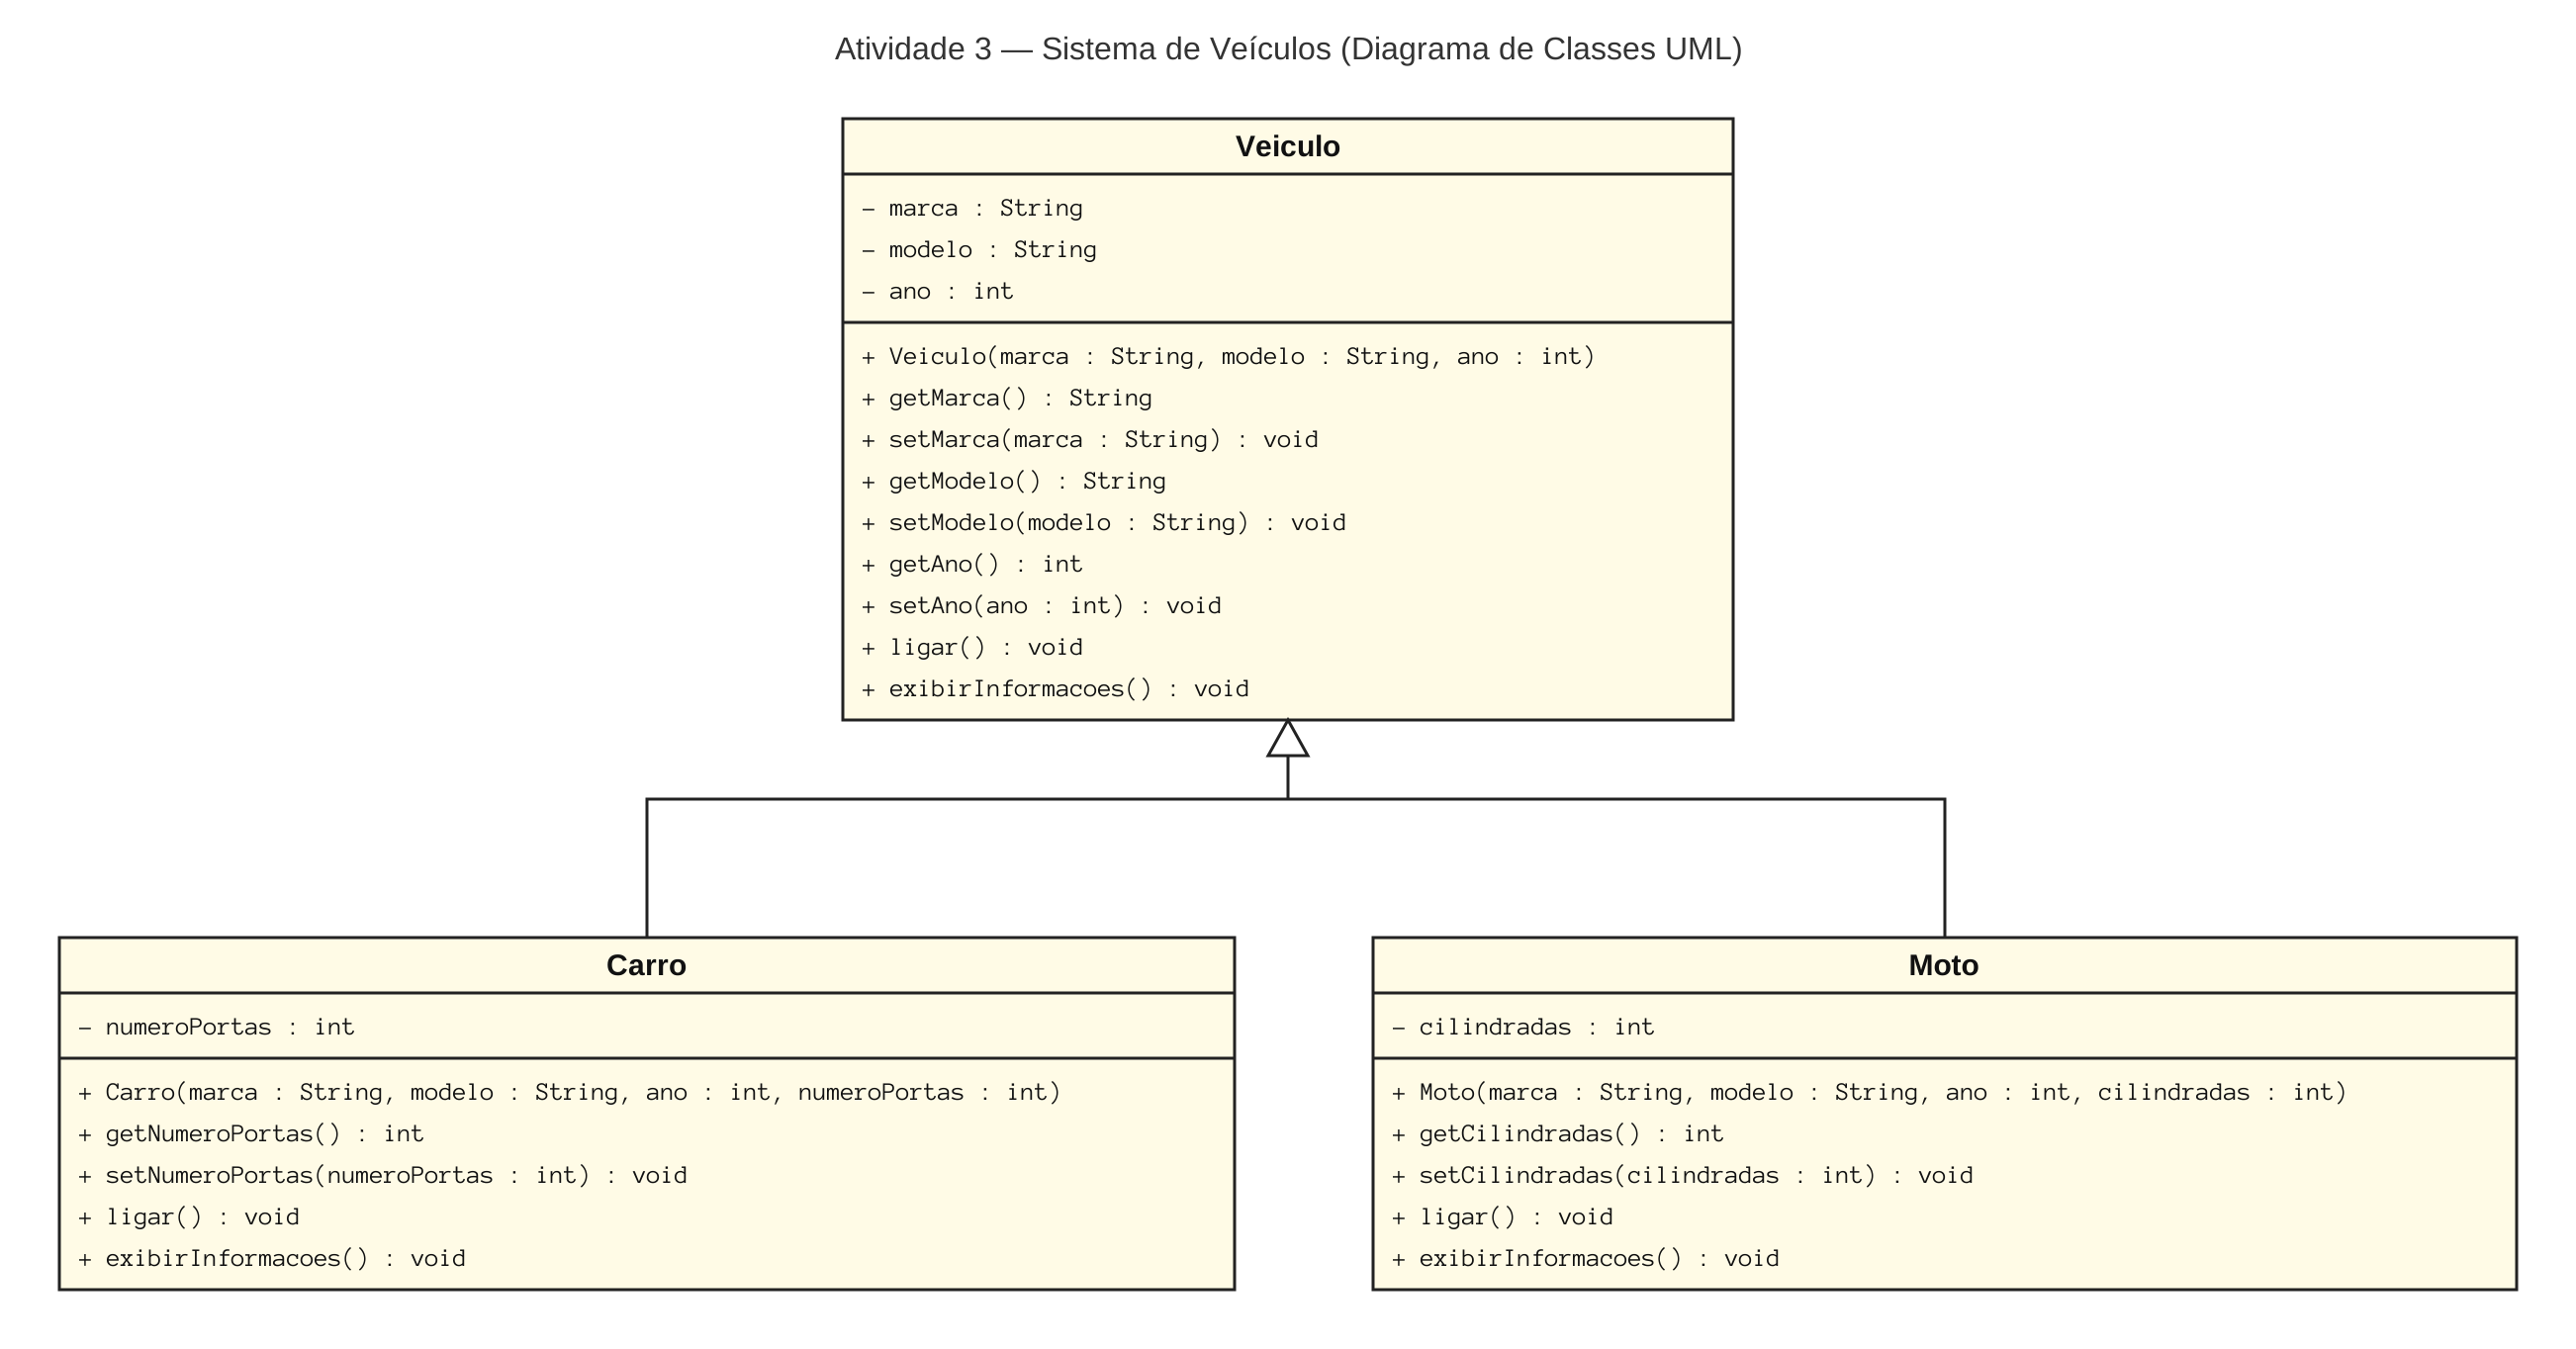 Atividade 3 — Sistema de Veículos (Diagrama de Classes UML)
Veiculo
– marca : String
– modelo : String
– ano : int
+ Veiculo(marca : String, modelo : String, ano : int)
+ getMarca() : String
+ setMarca(marca : String) : void
+ getModelo() : String
+ setModelo(modelo : String) : void
+ getAno() : int
+ setAno(ano : int) : void
+ ligar() : void
+ exibirInformacoes() : void
Carro
– numeroPortas : int
+ Carro(marca : String, modelo : String, ano : int, numeroPortas : int)
+ getNumeroPortas() : int
+ setNumeroPortas(numeroPortas : int) : void
+ ligar() : void
+ exibirInformacoes() : void
Moto
– cilindradas : int
+ Moto(marca : String, modelo : String, ano : int, cilindradas : int)
+ getCilindradas() : int
+ setCilindradas(cilindradas : int) : void
+ ligar() : void
+ exibirInformacoes() : void